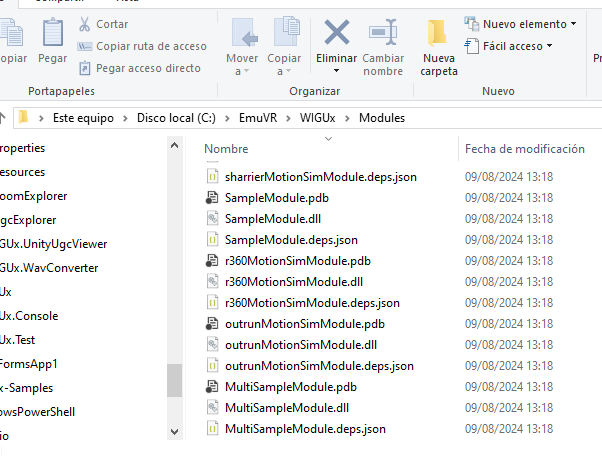 Compartir Vista
Copiar
Pegar
Cortar
Copiar ruta de acceso
Pegar acceso directo
Mover a
Copiar a
Eliminar
Cambiar nombre
Nueva carpeta
Nuevo elemento
Fácil acceso
Portapapeles
Organizar
Nuevo
Este equipo > Disco local (C:) > EmuVR > WIGUx > Modules
roperties
esources
oomExplorer
gcExplorer
GUx.UnityUgcViewer
GUx.WavConverter
Ux
Ux.Console
Ux.Test
FormsApp1
x-Samples
owsPowerShell
io
Nombre Fecha de modificación
sharrierMotionSimModule.deps.json 09/08/2024 13:18
SampleModule.pdb 09/08/2024 13:18
SampleModule.dll 09/08/2024 13:18
SampleModule.deps.json 09/08/2024 13:18
r360MotionSimModule.pdb 09/08/2024 13:18
r360MotionSimModule.dll 09/08/2024 13:18
r360MotionSimModule.deps.json 09/08/2024 13:18
outrunMotionSimModule.pdb 09/08/2024 13:18
outrunMotionSimModule.dll 09/08/2024 13:18
outrunMotionSimModule.deps.json 09/08/2024 13:18
MultiSampleModule.pdb 09/08/2024 13:18
MultiSampleModule.dll 09/08/2024 13:18
MultiSampleModule.deps.json 09/08/2024 13:18